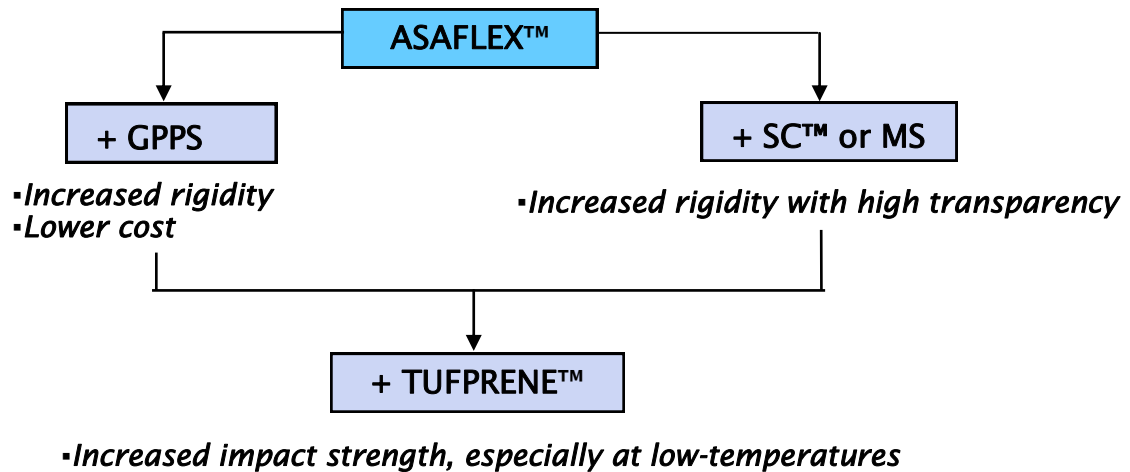 ASAFLEX™
+ GPPS
+ SC™ or MS
▪Increased rigidity
▪Lower cost
▪Increased rigidity with high transparency
+ TUFPRENE™
▪Increased impact strength, especially at low-temperatures